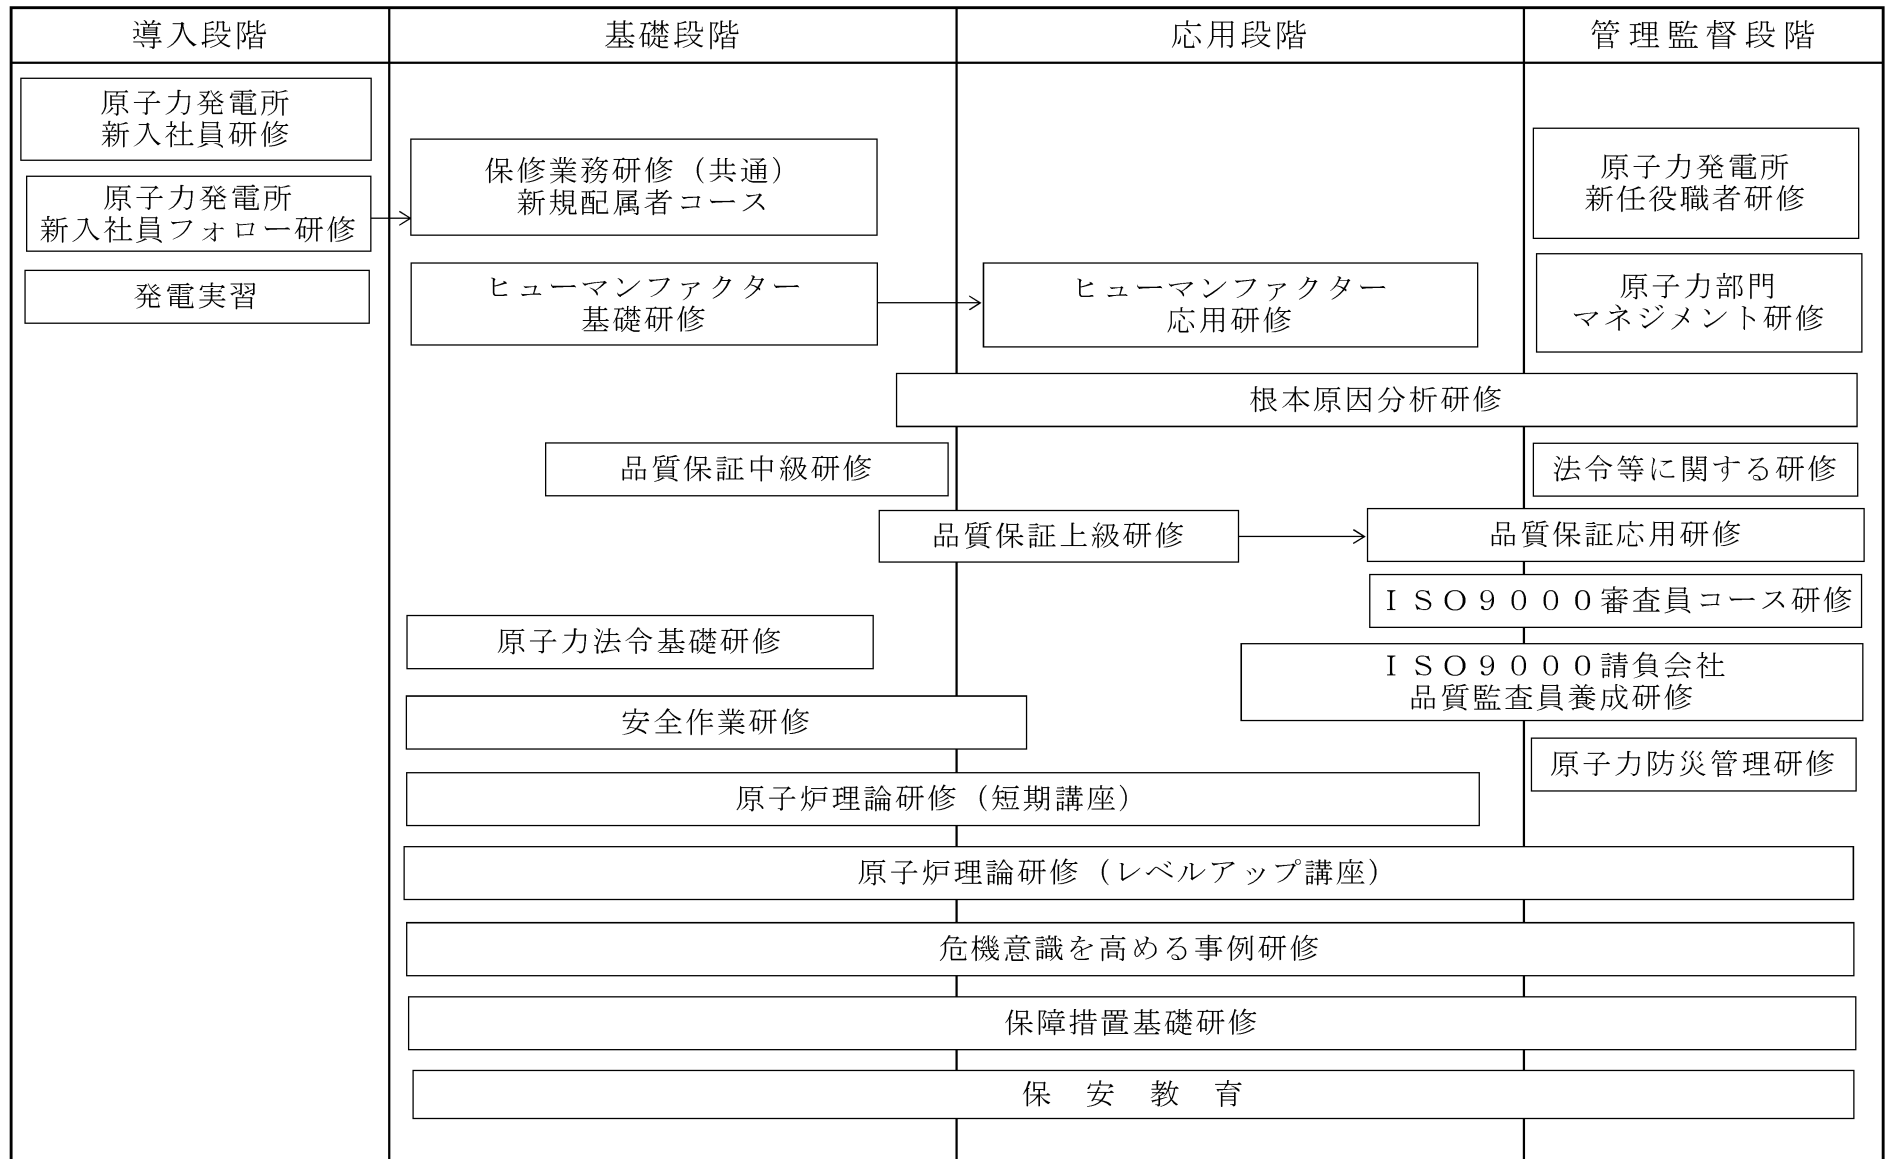 導入段階
基礎段階
応用段階
管理監督段階
原子力発電所
新入社員研修
原子力発電所
新入社員フォロー研修
発電実習
保修業務研修（共通）
新規配属者コース
ヒューマンファクター
基礎研修
ヒューマンファクター
応用研修
原子力発電所
新任役職者研修
原子力部門
マネジメント研修
根本原因分析研修
品質保証中級研修
法令等に関する研修
品質保証上級研修
品質保証応用研修
ＩＳＯ９０００審査員コース研修
原子力法令基礎研修
ＩＳＯ９０００請負会社
品質監査員養成研修
安全作業研修
原子力防災管理研修
原子炉理論研修（短期講座）
原子炉理論研修（レベルアップ講座）
危機意識を高める事例研修
保障措置基礎研修
保　安　教　育